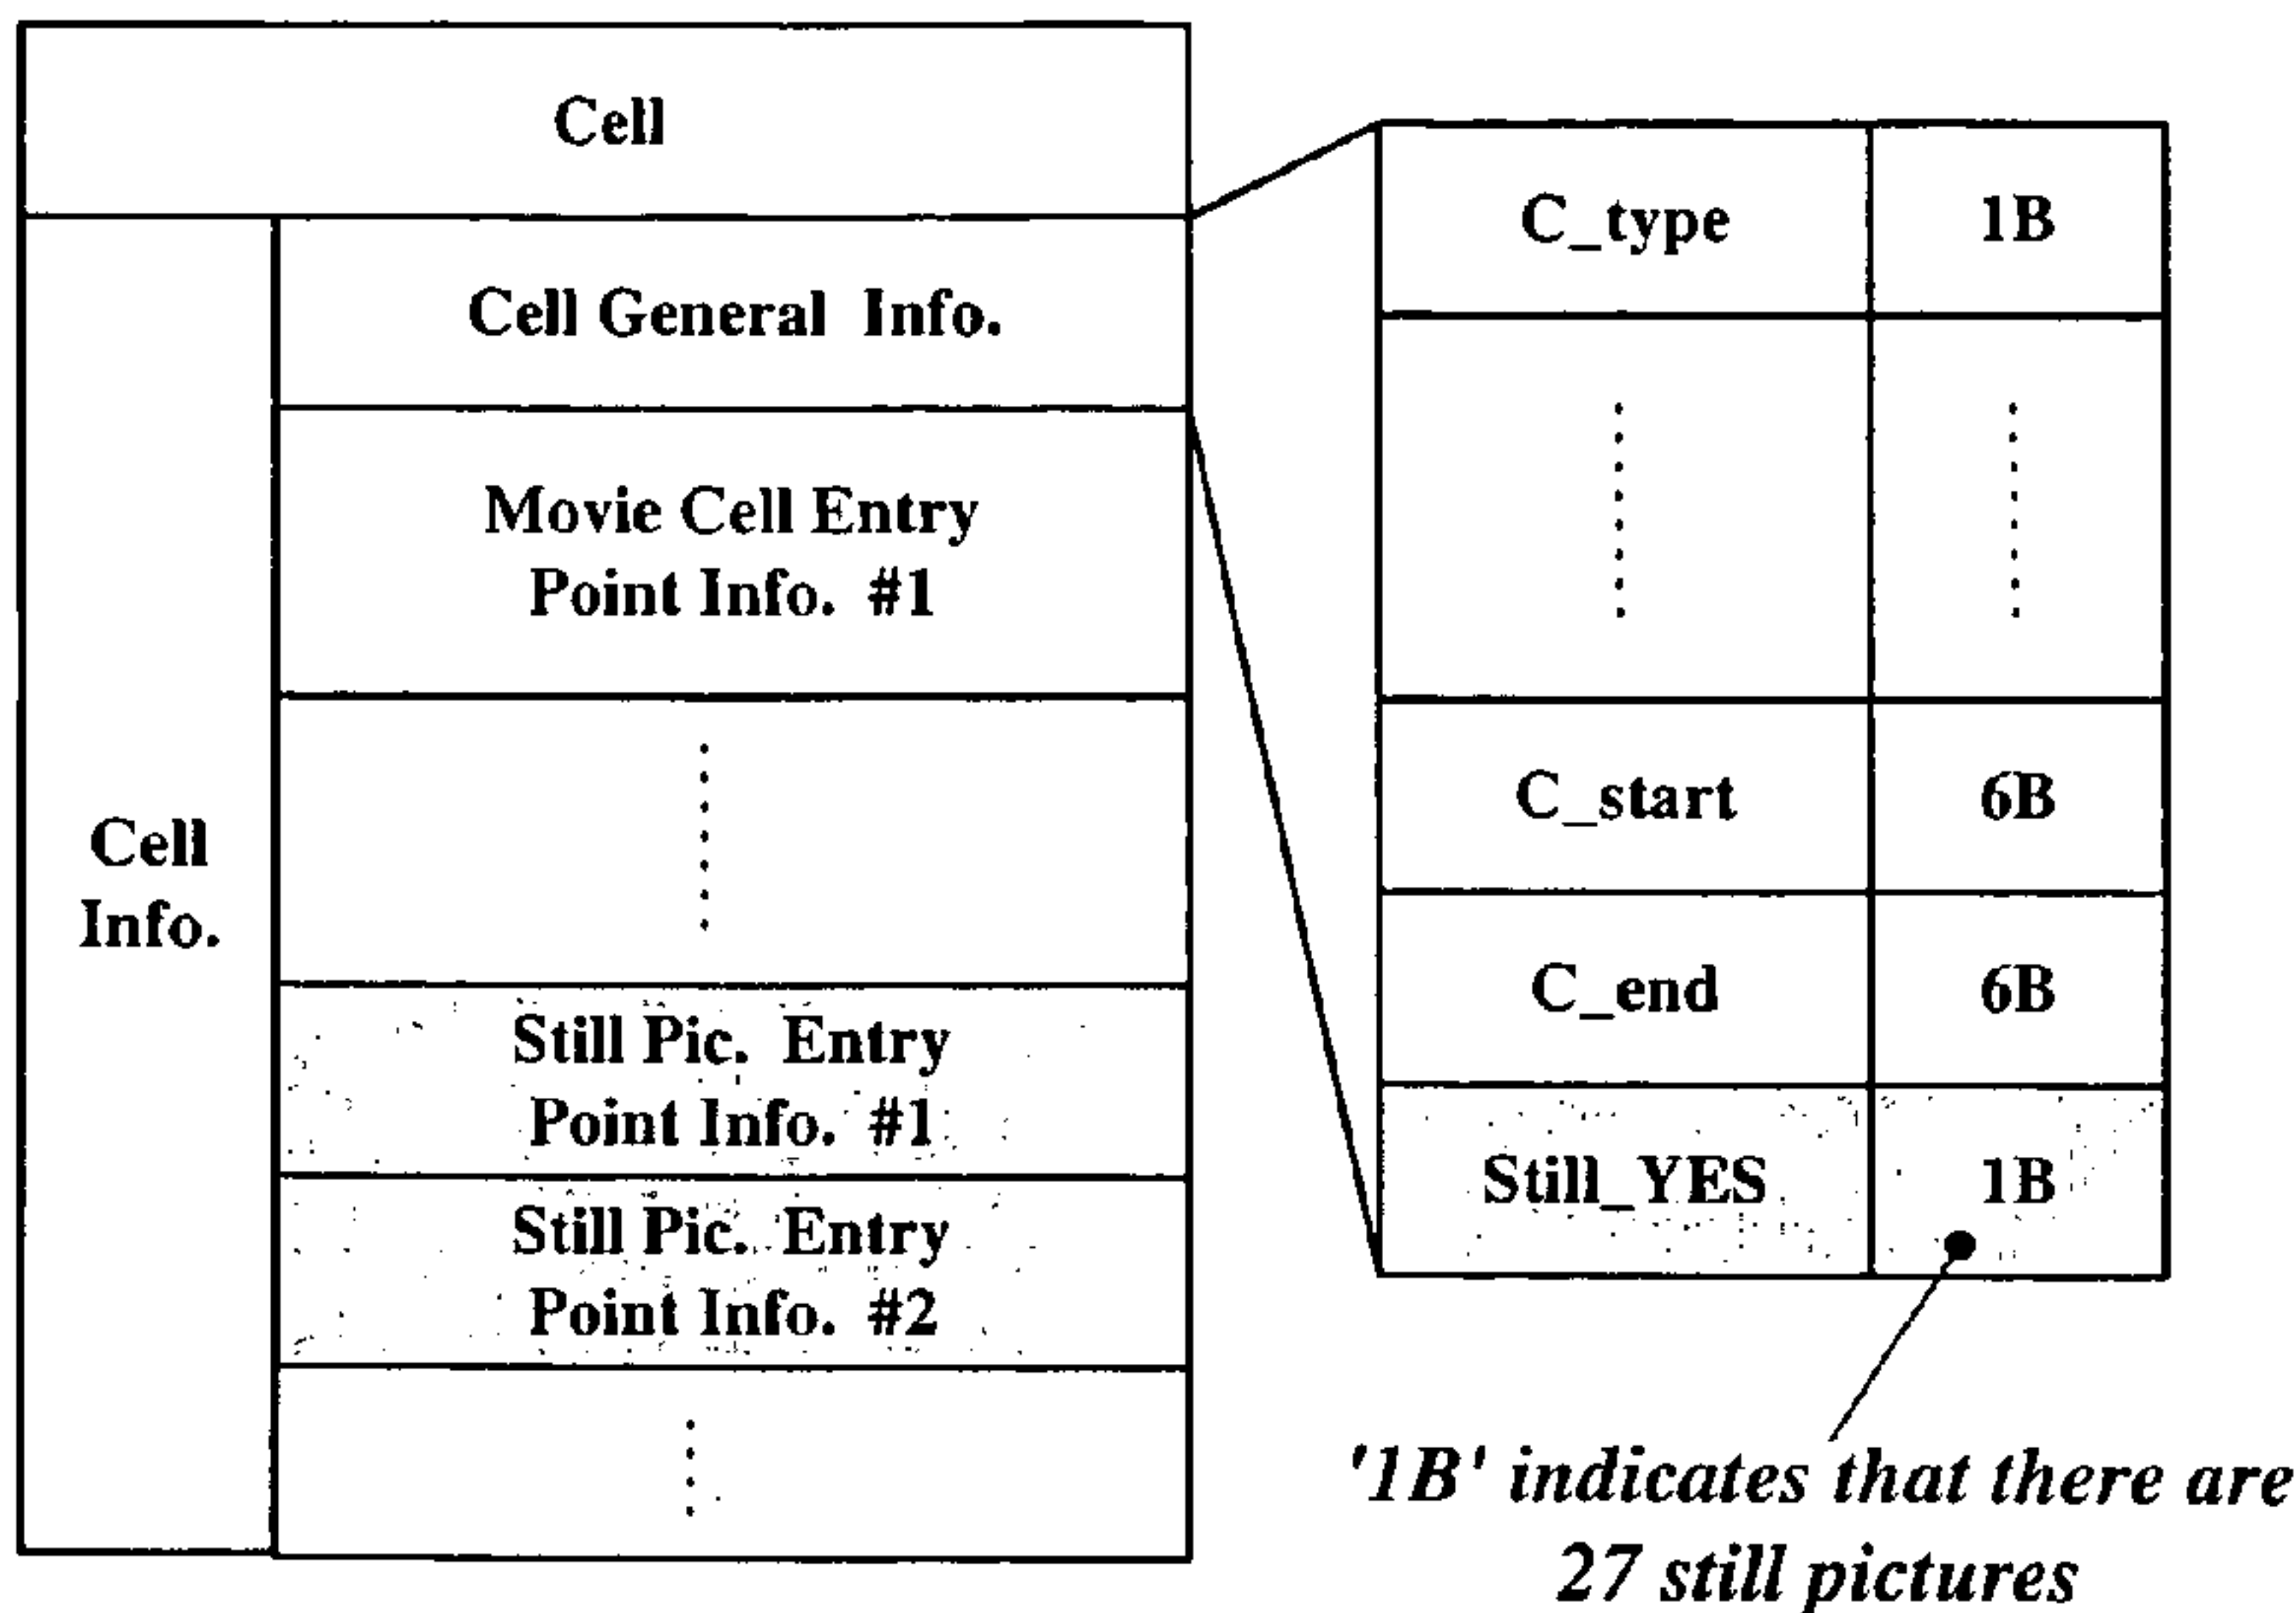 Cell
Cell General Info.
Movie Cell Entry
Point Info. #1
Cell
Info.
Still Pic. Entry
Point Info. #1
Still Pic. Entry
Point Info. #2
C_type 1B
C_start 6B
C_end 6B
Still_YES 1B
'1B' indicates that there are
27 still pictures